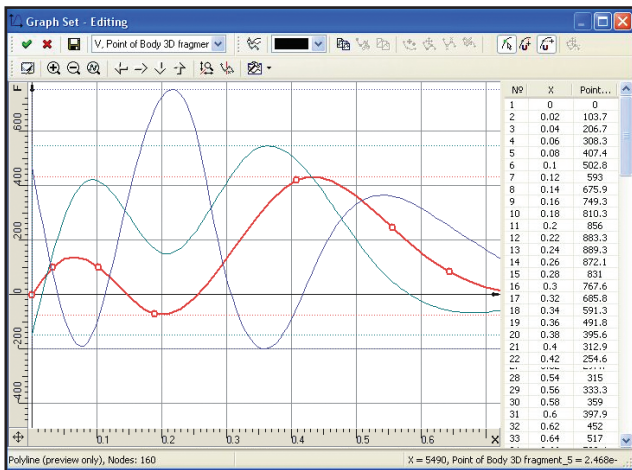 Graph Set - Editing
V, Point of Body 3D fragmer
F
600
400
200
0
-200
-400
0.1 0.2 0.3 0.4 0.5 0.6 X
Nº X Point...
1 0 0
2 0.02 103.7
3 0.04 206.7
4 0.06 308.3
5 0.08 407.4
6 0.1 502.8
7 0.12 593
8 0.14 675.9
9 0.16 749.3
10 0.18 810.3
11 0.2 856
12 0.22 883.3
13 0.24 889.3
14 0.26 872.1
15 0.28 831
16 0.3 767.6
17 0.32 685.8
18 0.34 591.3
19 0.36 491.8
20 0.38 395.6
21 0.4 312.9
22 0.42 254.6
28 0.54 315
29 0.56 333.3
30 0.58 359
31 0.6 397.9
32 0.62 452
33 0.64 517
Polyline (preview only), Nodes: 160
X = 5490, Point of Body 3D fragment_5 = 2.468e-